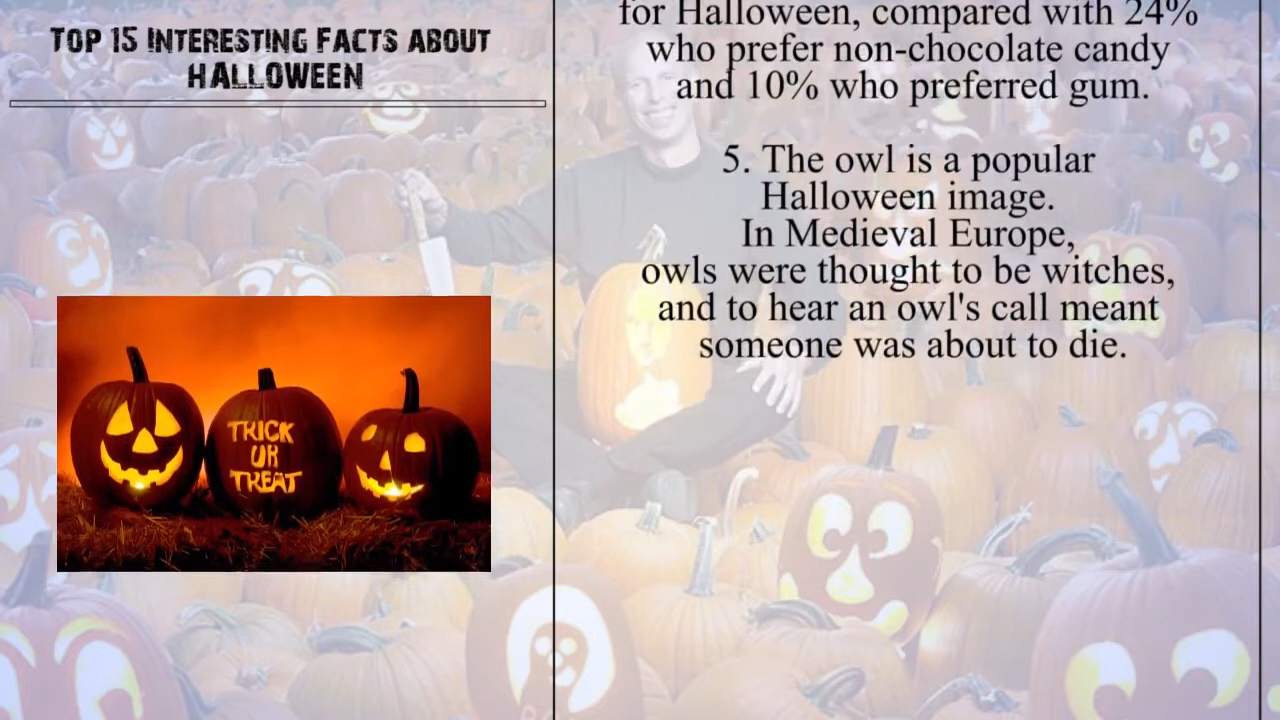 TOP 15 INTERESTING FACTS ABOUT
HALLOWEEN
TRICK
OR
TREAT
for Halloween, compared with 24%
who prefer non-chocolate candy
and 10% who preferred gum.
5. The owl is a popular
Halloween image.
In Medieval Europe,
owls were thought to be witches,
and to hear an owl's call meant
someone was about to die.